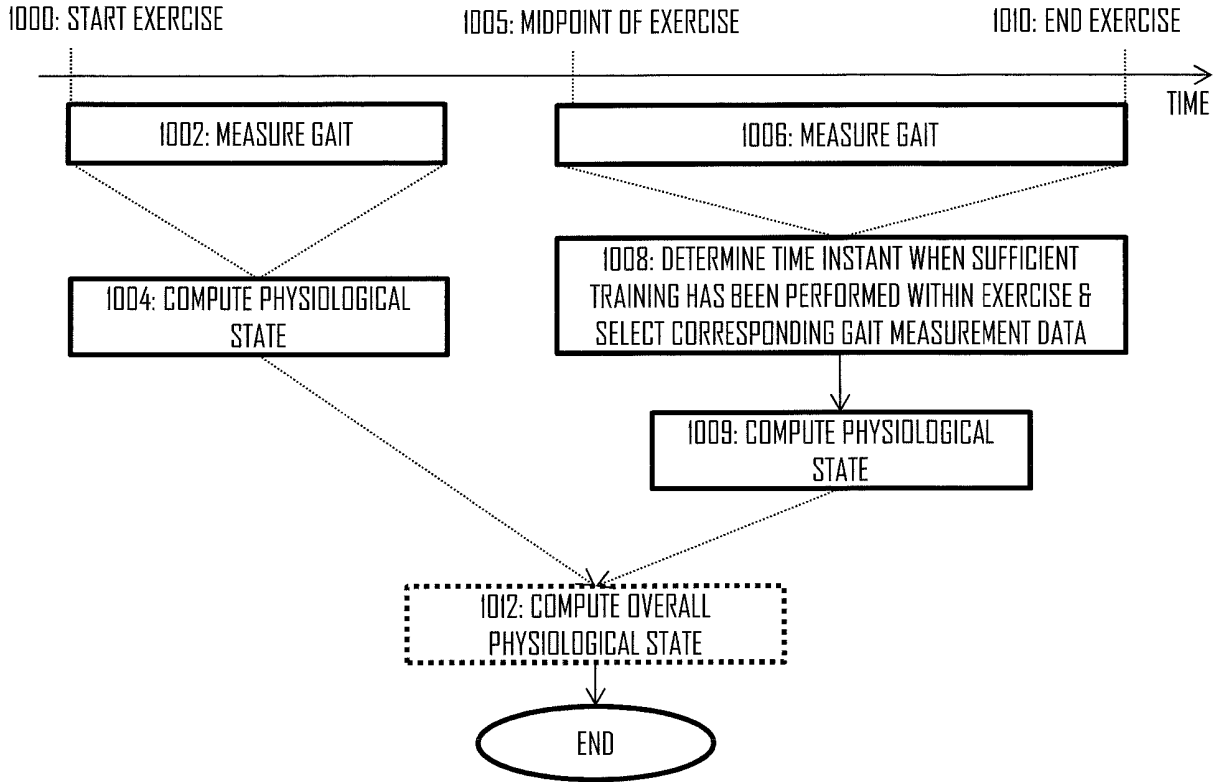 1000: START EXERCISE
1005: MIDPOINT OF EXERCISE
1010: END EXERCISE
TIME
1002: MEASURE GAIT
1006: MEASURE GAIT
1004: COMPUTE PHYSIOLOGICAL
STATE
1008: DETERMINE TIME INSTANT WHEN SUFFICIENT
TRAINING HAS BEEN PERFORMED WITHIN EXERCISE &
SELECT CORRESPONDING GAIT MEASUREMENT DATA
1009: COMPUTE PHYSIOLOGICAL
STATE
1012: COMPUTE OVERALL
PHYSIOLOGICAL STATE
END